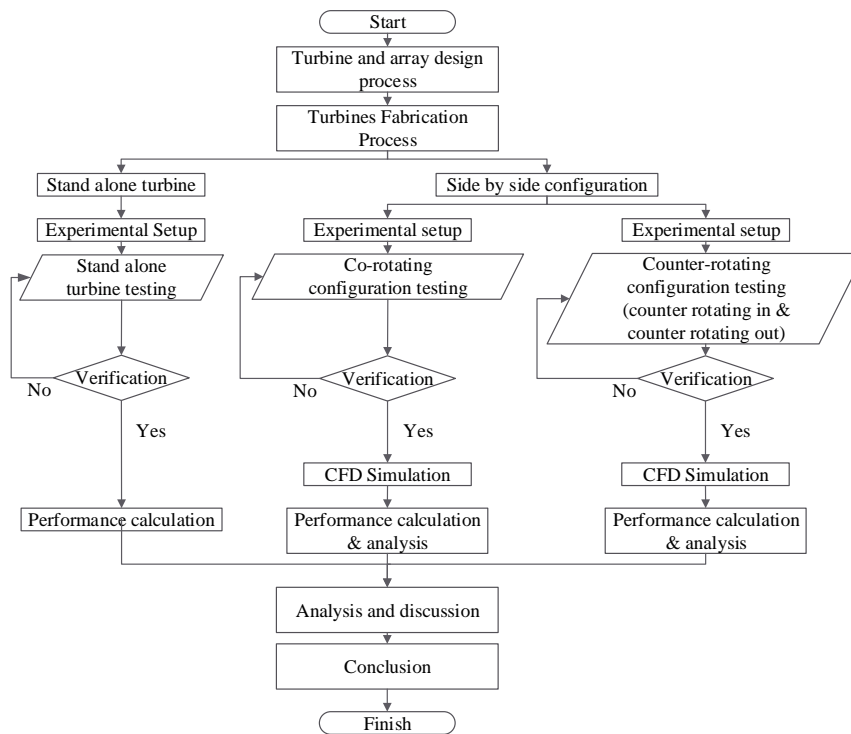 Start
Turbine and array design
process
Turbines Fabrication
Process
Stand alone turbine
Side by side configuration
Experimental Setup
Experimental setup
Experimental setup
Stand alone
turbine testing
Co-rotating
configuration testing
Counter-rotating
configuration testing
(counter rotating in &
counter rotating out)
Verification
No
Verification
No
Verification
No
Yes
Yes
Yes
CFD Simulation
CFD Simulation
Performance calculation
Performance calculation
& analysis
Performance calculation
& analysis
Analysis and discussion
Conclusion
Finish